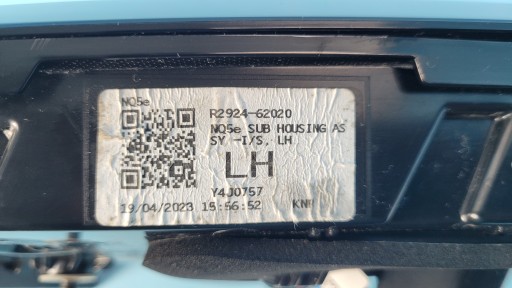 NQ5e
R2924-62020
NQ5e SUB HOUSING AS
SY -I/S, LH
LH
Y4J0757
19/04/2023 15:56:52